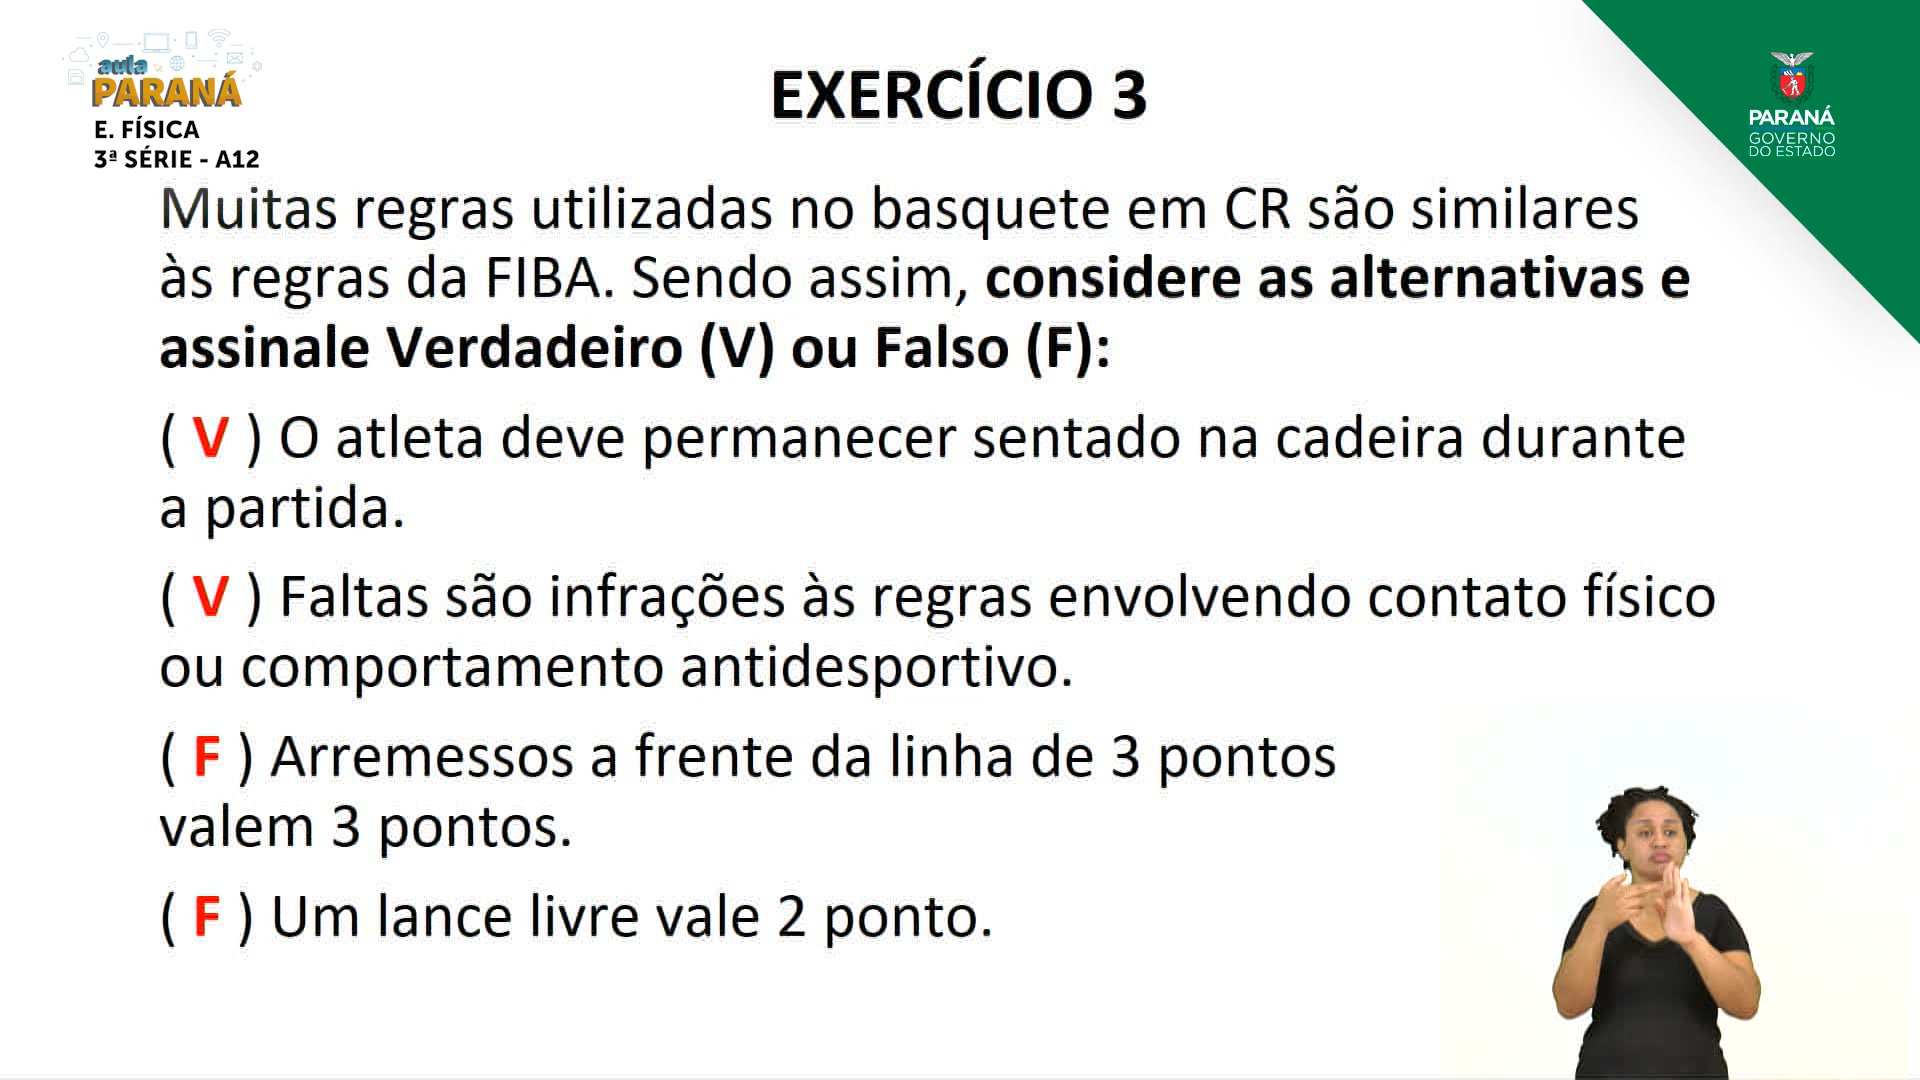 aula
PARANÁ
E. FÍSICA
3ª SÉRIE - A12
EXERCÍCIO 3
PARANÁ
GOVERNO
DO ESTADO
Muitas regras utilizadas no basquete em CR são similares
às regras da FIBA. Sendo assim, considere as alternativas e
assinale Verdadeiro (V) ou Falso (F):
( V ) O atleta deve permanecer sentado na cadeira durante
a partida.
( V ) Faltas são infrações às regras envolvendo contato físico
ou comportamento antidesportivo.
( F ) Arremessos a frente da linha de 3 pontos
valem 3 pontos.
( F ) Um lance livre vale 2 ponto.